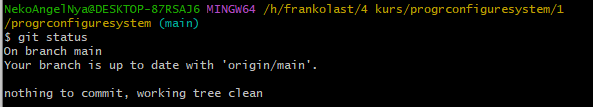 NekoAngelNya@DESKTOP-87RSAJ6 MINGW64 /h/frankolast/4 kurs/progrconfiguresystem/1
/progrconfiguresystem (main)
$ git status
On branch main
Your branch is up to date with 'origin/main'.
nothing to commit, working tree clean